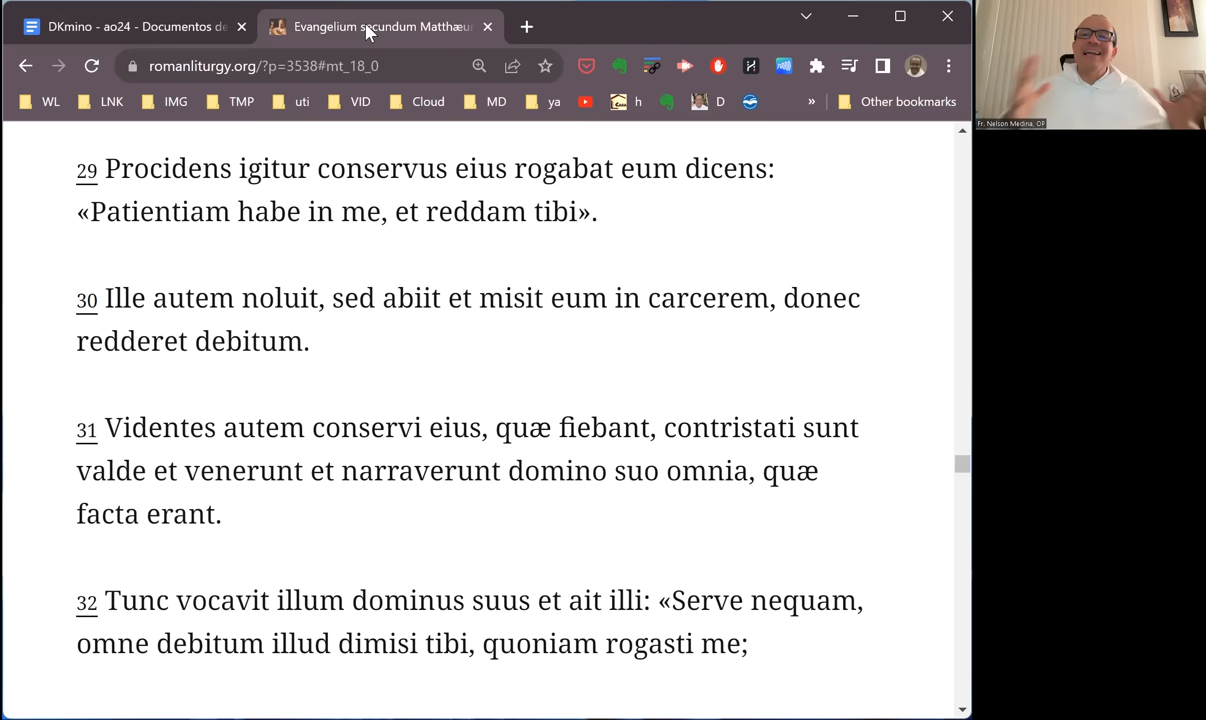 DKmino - ao24 - Documentos de
Evangelium secundum Matthæu
romanliturgy.org/?p=3538#mt_18_0
WL
LNK
IMG
TMP
uti
VID
Cloud
MD
ya
h
D
»
Other bookmarks
Fr. Nelson Medina, OP
29 Procidens igitur conservus eius rogabat eum dicens:
«Patientiam habe in me, et reddam tibi».
30 Ille autem noluit, sed abiit et misit eum in carcerem, donec
redderet debitum.
31 Videntes autem conservi eius, quæ fiebant, contristati sunt
valde et venerunt et narraverunt domino suo omnia, quæ
facta erant.
32 Tunc vocavit illum dominus suus et ait illi: «Serve nequam,
omne debitum illud dimisi tibi, quoniam rogasti me;